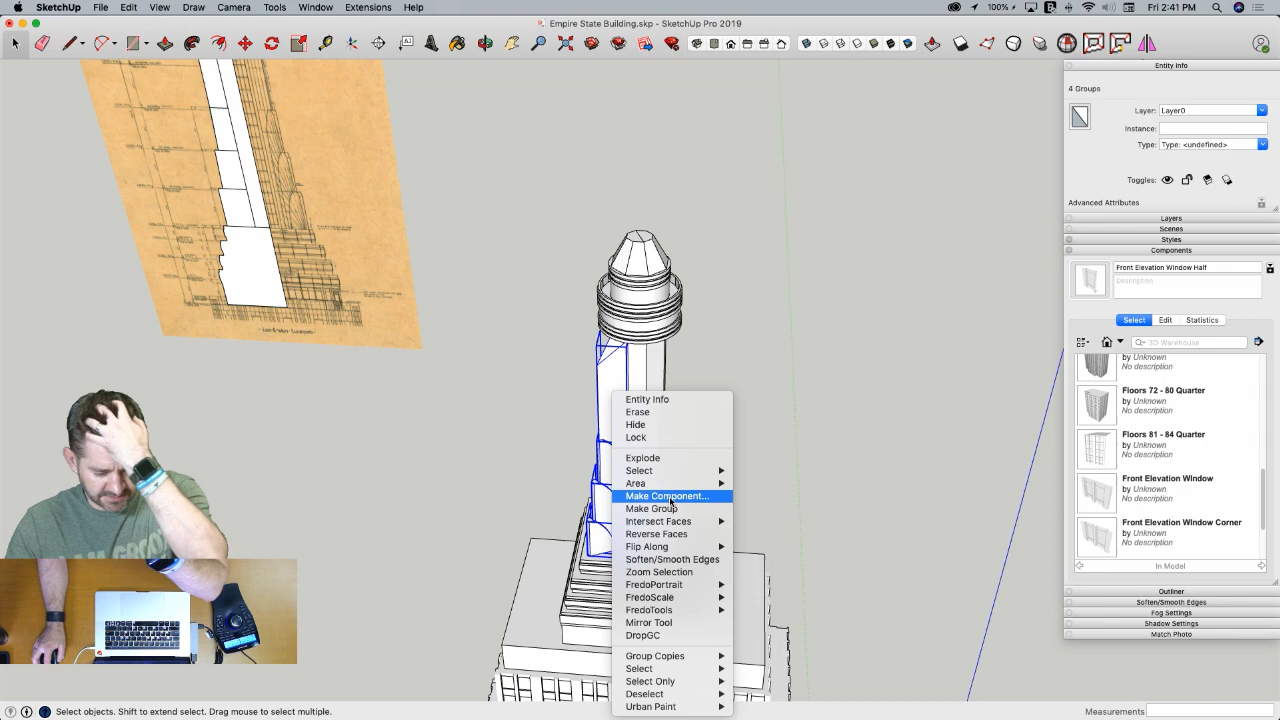 SketchUp File Edit View Draw Camera Tools Window Extensions Help
100% Fri 2:41 PM
Empire State Building.skp - SketchUp Pro 2019
Entity Info
4 Groups
Layer: Layer0
Instance:
Type: Type: <undefined>
Toggles:
Advanced Attributes
Layers
Scenes
Styles
Components
Front Elevation Window Half
Description
Select Edit Statistics
3D Warehouse
by Unknown
No description
Floors 72 - 80 Quarter
by Unknown
No description
Floors 81 - 84 Quarter
by Unknown
No description
Front Elevation WIndow
by Unknown
No description
Front Elevation WIndow Corner
by Unknown
No description
In Model
Outliner
Soften/Smooth Edges
Fog Settings
Shadow Settings
Match Photo
Entity Info
Erase
Hide
Lock
Explode
Select
Area
Make Component...
Make Group
Intersect Faces
Reverse Faces
Flip Along
Soften/Smooth Edges
Zoom Selection
FredoPortrait
FredoScale
FredoTools
Mirror Tool
DropGC
Group Copies
Select
Select Only
Deselect
Urban Paint
Select objects. Shift to extend select. Drag mouse to select multiple.
Measurements